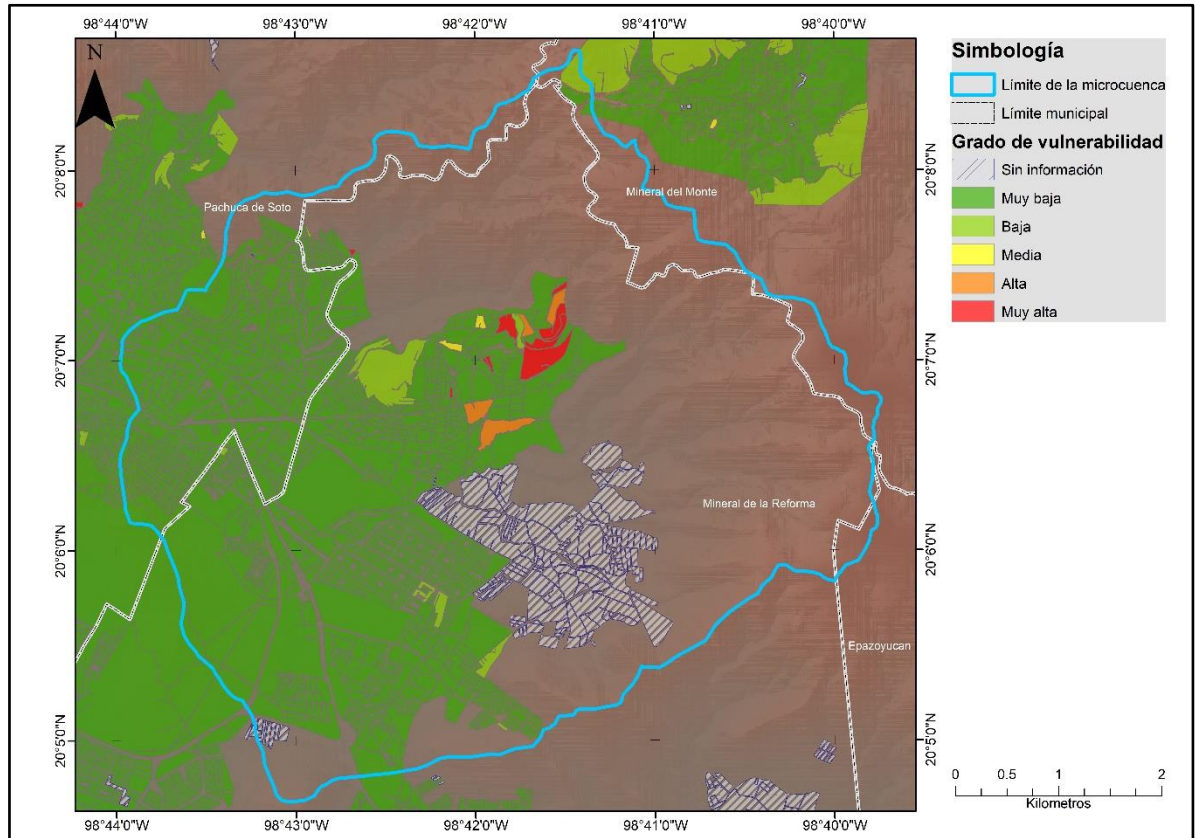 98°44'0"W 98°43'0"W 98°42'0"W 98°41'0"W 98°40'0"W
N
20°8'0"N
20°7'0"N
20°6'0"N
20°5'0"N
Pachuca de Soto
Mineral del Monte
Mineral de la Reforma
Epazoyucan
20°8'0"N
20°7'0"N
20°6'0"N
20°5'0"N
98°44'0"W 98°43'0"W 98°42'0"W 98°41'0"W 98°40'0"W
Simbología
Límite de la microcuenca
Límite municipal
Grado de vulnerabilidad
Sin información
Muy baja
Baja
Media
Alta
Muy alta
0 0.5 1 2
Kilometros